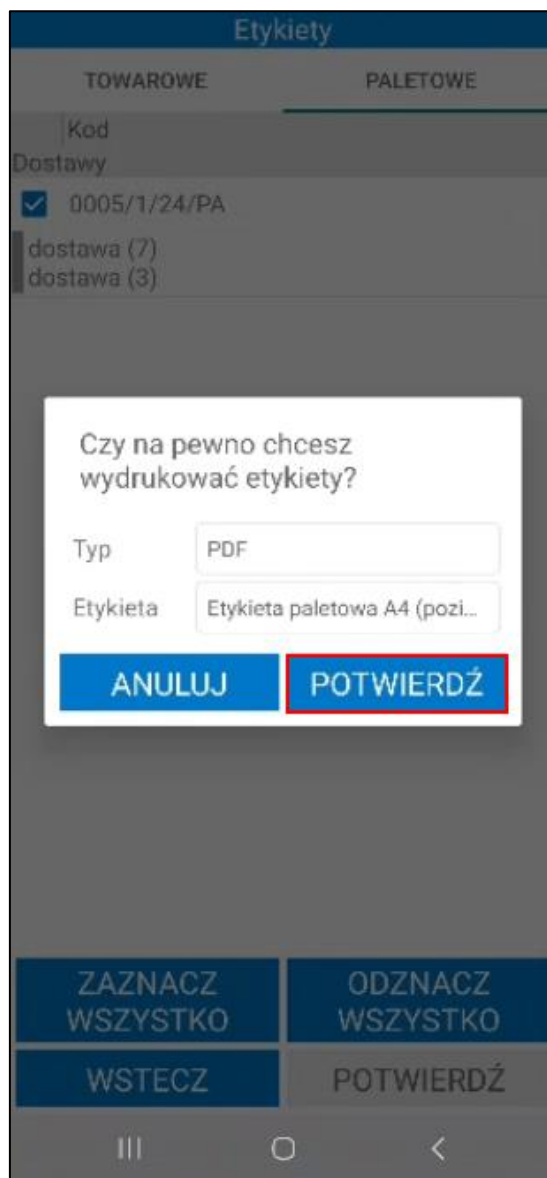 Etykiety
TOWAROWE PALETOWE
Kod
Dostawy
0005/1/24/PA
dostawa (7)
dostawa (3)
Czy na pewno chcesz
wydrukować etykiety?
Typ PDF
Etykieta Etykieta paletowa A4 (pozi...
ANULUJ POTWIERDŹ
ZAZNACZ WSZYSTKO ODZNACZ WSZYSTKO
WSTECZ POTWIERDŹ